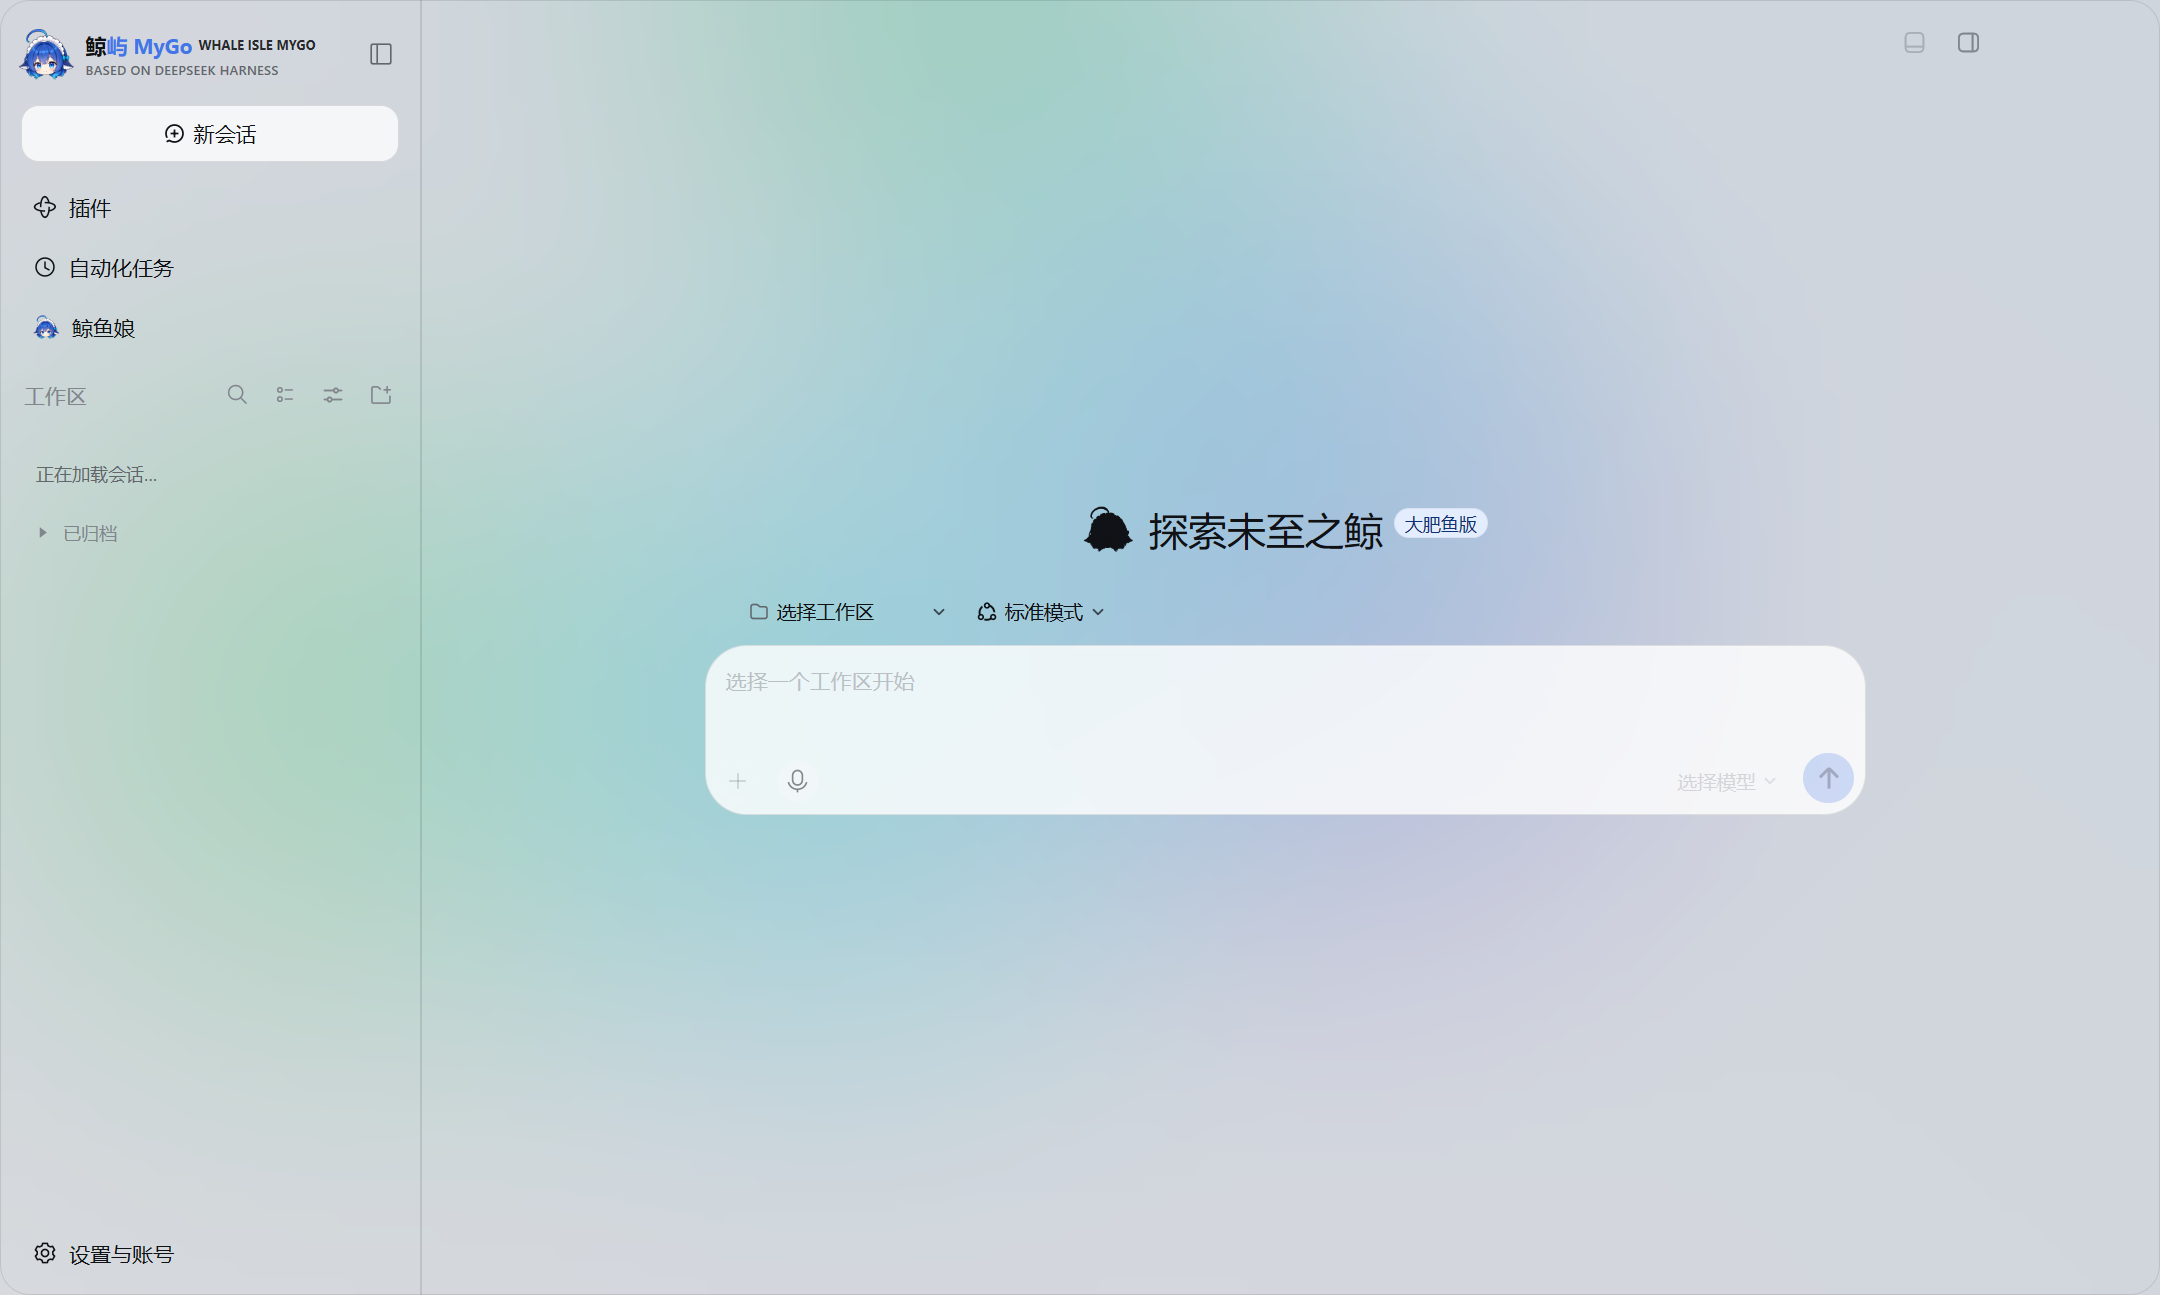 鲸屿 MyGo WHALE ISLE MYGO
BASED ON DEEPSEEK HARNESS
新会话
插件
自动化任务
鲸鱼娘
工作区
正在加载会话...
已归档
设置与账号
探索未至之鲸 大肥鱼版
选择工作区 标准模式
选择一个工作区开始
选择模型